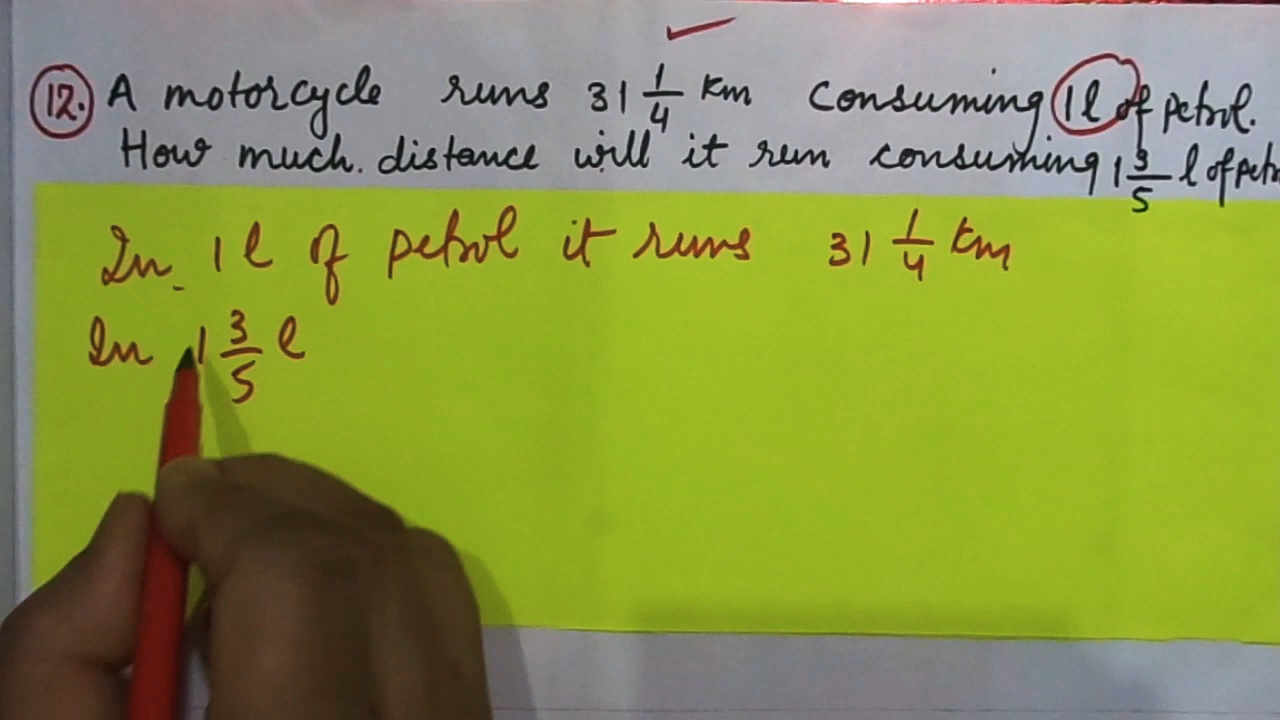 12. A motorcycle runs 31 1/4 km consuming 1l of petrol.
How much distance will it run consuming 1 3/5 l of
In 1l of petrol it runs 31 1/4 km
In 1 3/5 l